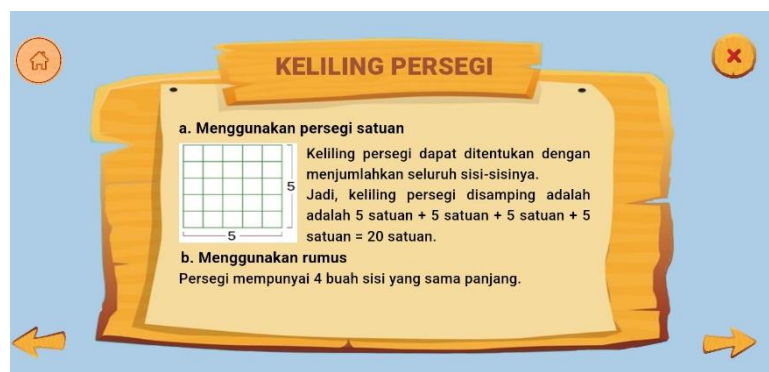 KELILING PERSEGI
a. Menggunakan persegi satuan
Keliling persegi dapat ditentukan dengan
menjumlahkan seluruh sisi-sisinya.
Jadi, keliling persegi disamping adalah
adalah 5 satuan + 5 satuan + 5 satuan + 5
satuan = 20 satuan.
5
5
b. Menggunakan rumus
Persegi mempunyai 4 buah sisi yang sama panjang.